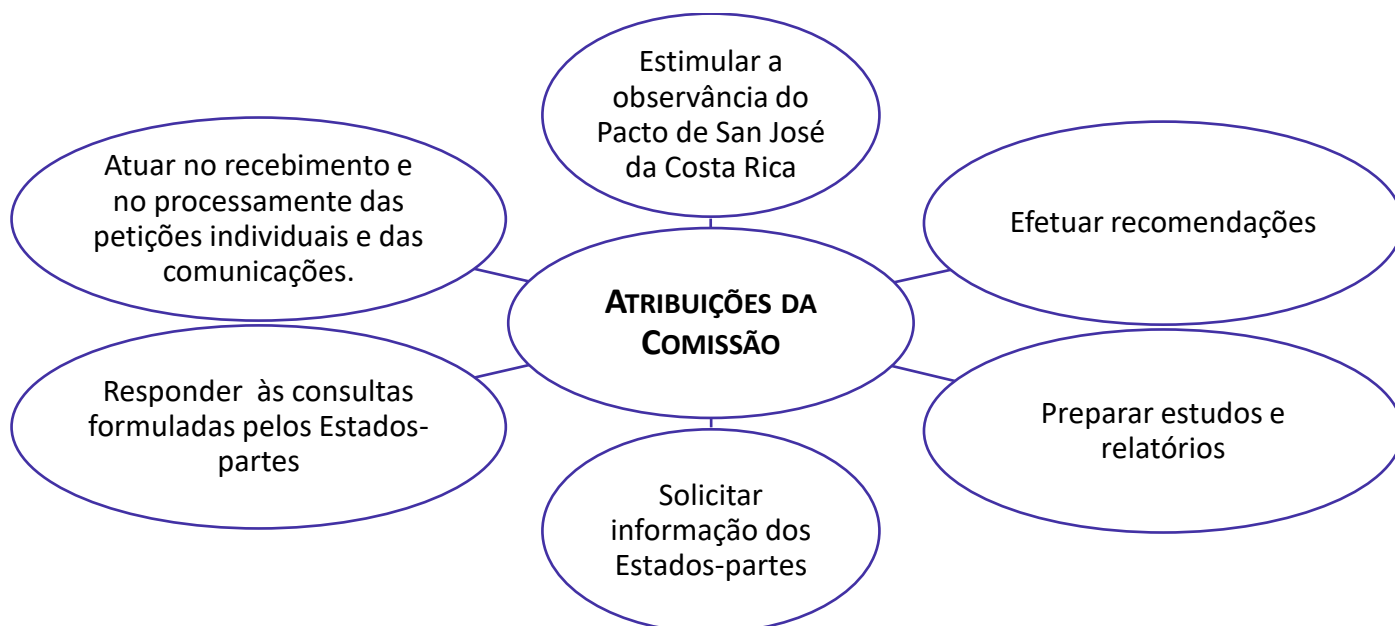 Estimular a
observância do
Pacto de San José
da Costa Rica
Atuar no recebimento e
no processamente das
petições individuais e das
comunicações.
Efetuar recomendações
ATRIBUIÇÕES DA
COMISSÃO
Responder às consultas
formuladas pelos Estados-
partes
Preparar estudos e
relatórios
Solicitar
informação dos
Estados-partes